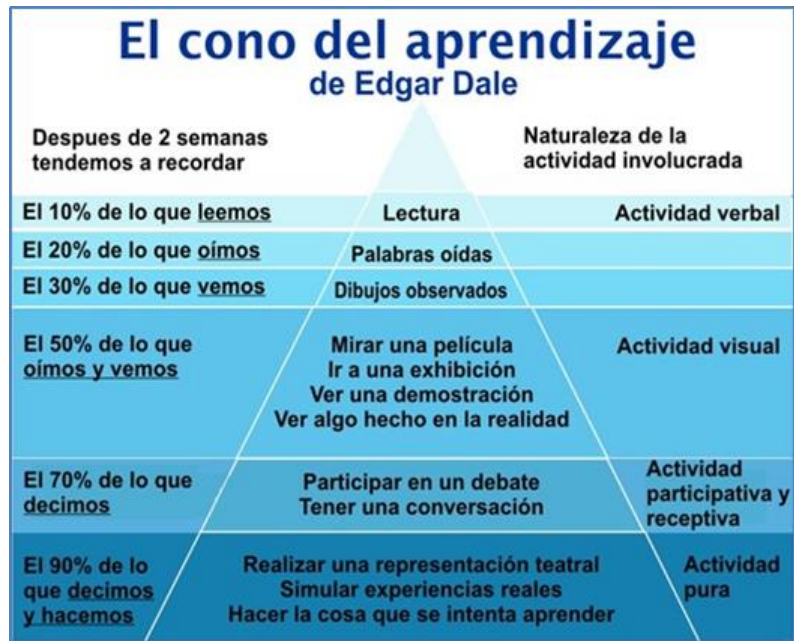 El cono del aprendizaje
de Edgar Dale
Despues de 2 semanas
tendemos a recordar
Naturaleza de la
actividad involucrada
El 10% de lo que leemos
Lectura
Actividad verbal
El 20% de lo que oímos
Palabras oídas
El 30% de lo que vemos
Dibujos observados
El 50% de lo que
oímos y vemos
Mirar una película
Ir a una exhibición
Ver una demostración
Ver algo hecho en la realidad
Actividad visual
El 70% de lo que
decimos
Participar en un debate
Tener una conversación
Actividad
participativa y
receptiva
El 90% de lo
que decimos
y hacemos
Realizar una representación teatral
Simular experiencias reales
Hacer la cosa que se intenta aprender
Actividad
pura